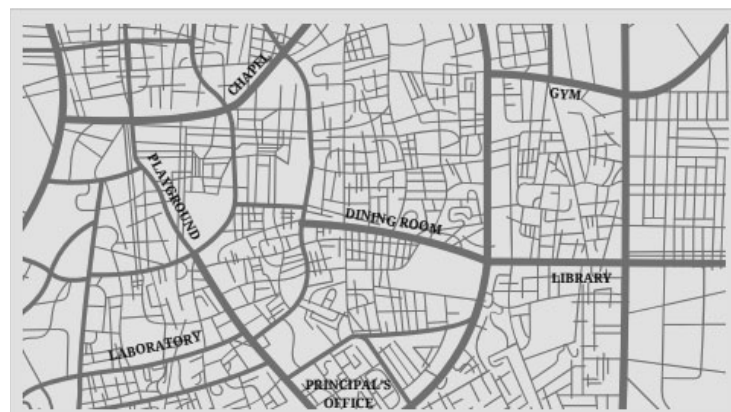 CHAPEL
GYM
PLAYGROUND
DINING ROOM
LIBRARY
LABORATORY
PRINCIPAL'S
OFFICE